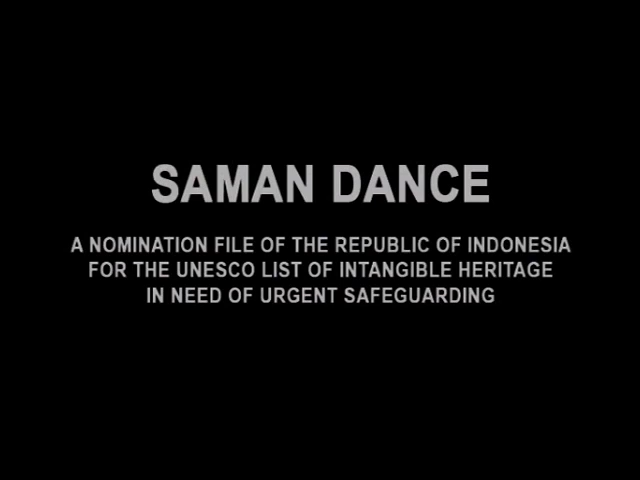 SAMAN DANCE
A NOMINATION FILE OF THE REPUBLIC OF INDONESIA
FOR THE UNESCO LIST OF INTANGIBLE HERITAGE
IN NEED OF URGENT SAFEGUARDING